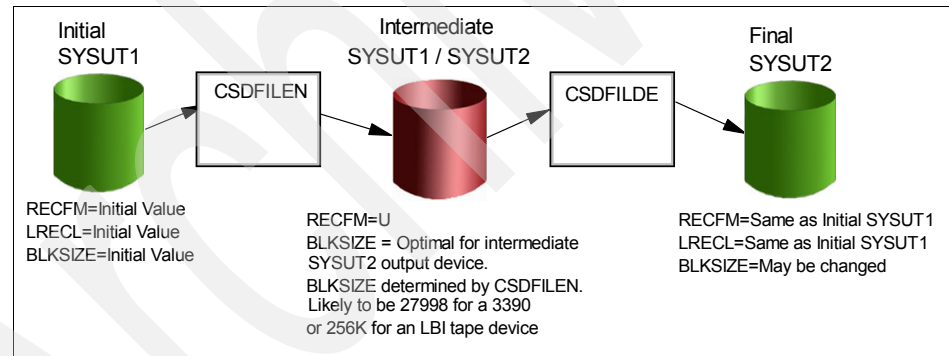 Initial
SYSUT1
Intermediate
SYSUT1 / SYSUT2
Final
SYSUT2
CSDFILEN
CSDFILDE
RECFM=Initial Value
LRECL=Initial Value
BLKSIZE=Initial Value
RECFM=U
BLKSIZE = Optimal for intermediate
SYSUT2 output device.
BLKSIZE determined by CSDFILEN.
Likely to be 27998 for a 3390
or 256K for an LBI tape device
RECFM=Same as Initial SYSUT1
LRECL=Same as Initial SYSUT1
BLKSIZE=May be changed